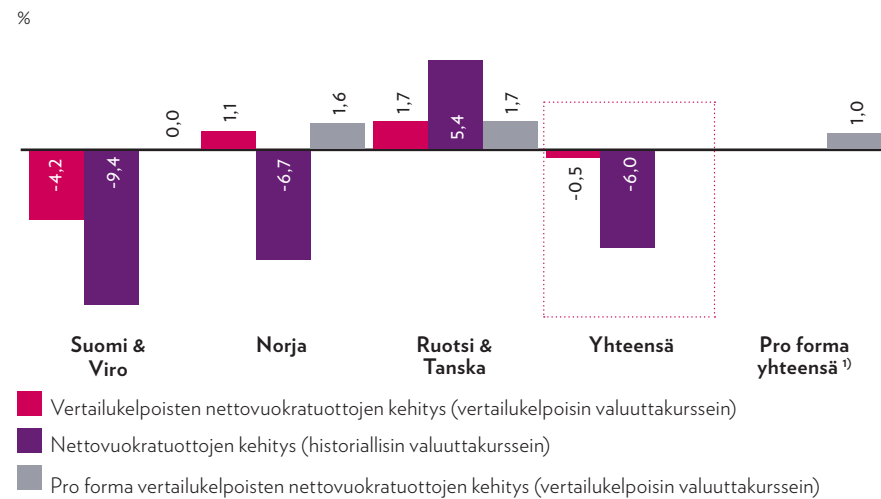 %
-4,2
-9,4
0,0
1,1
-6,7
1,6
1,7
5,4
1,7
-0,5
-6,0
1,0
Suomi &
Viro
Norja
Ruotsi &
Tanska
Yhteensä
Pro forma
yhteensä ¹⁾
Vertailukelpoisten nettovuokratuottojen kehitys (vertailukelpoisin valuuttakurssein)
Nettovuokratuottojen kehitys (historiallisin valuuttakurssein)
Pro forma vertailukelpoisten nettovuokratuottojen kehitys (vertailukelpoisin valuuttakurssein)